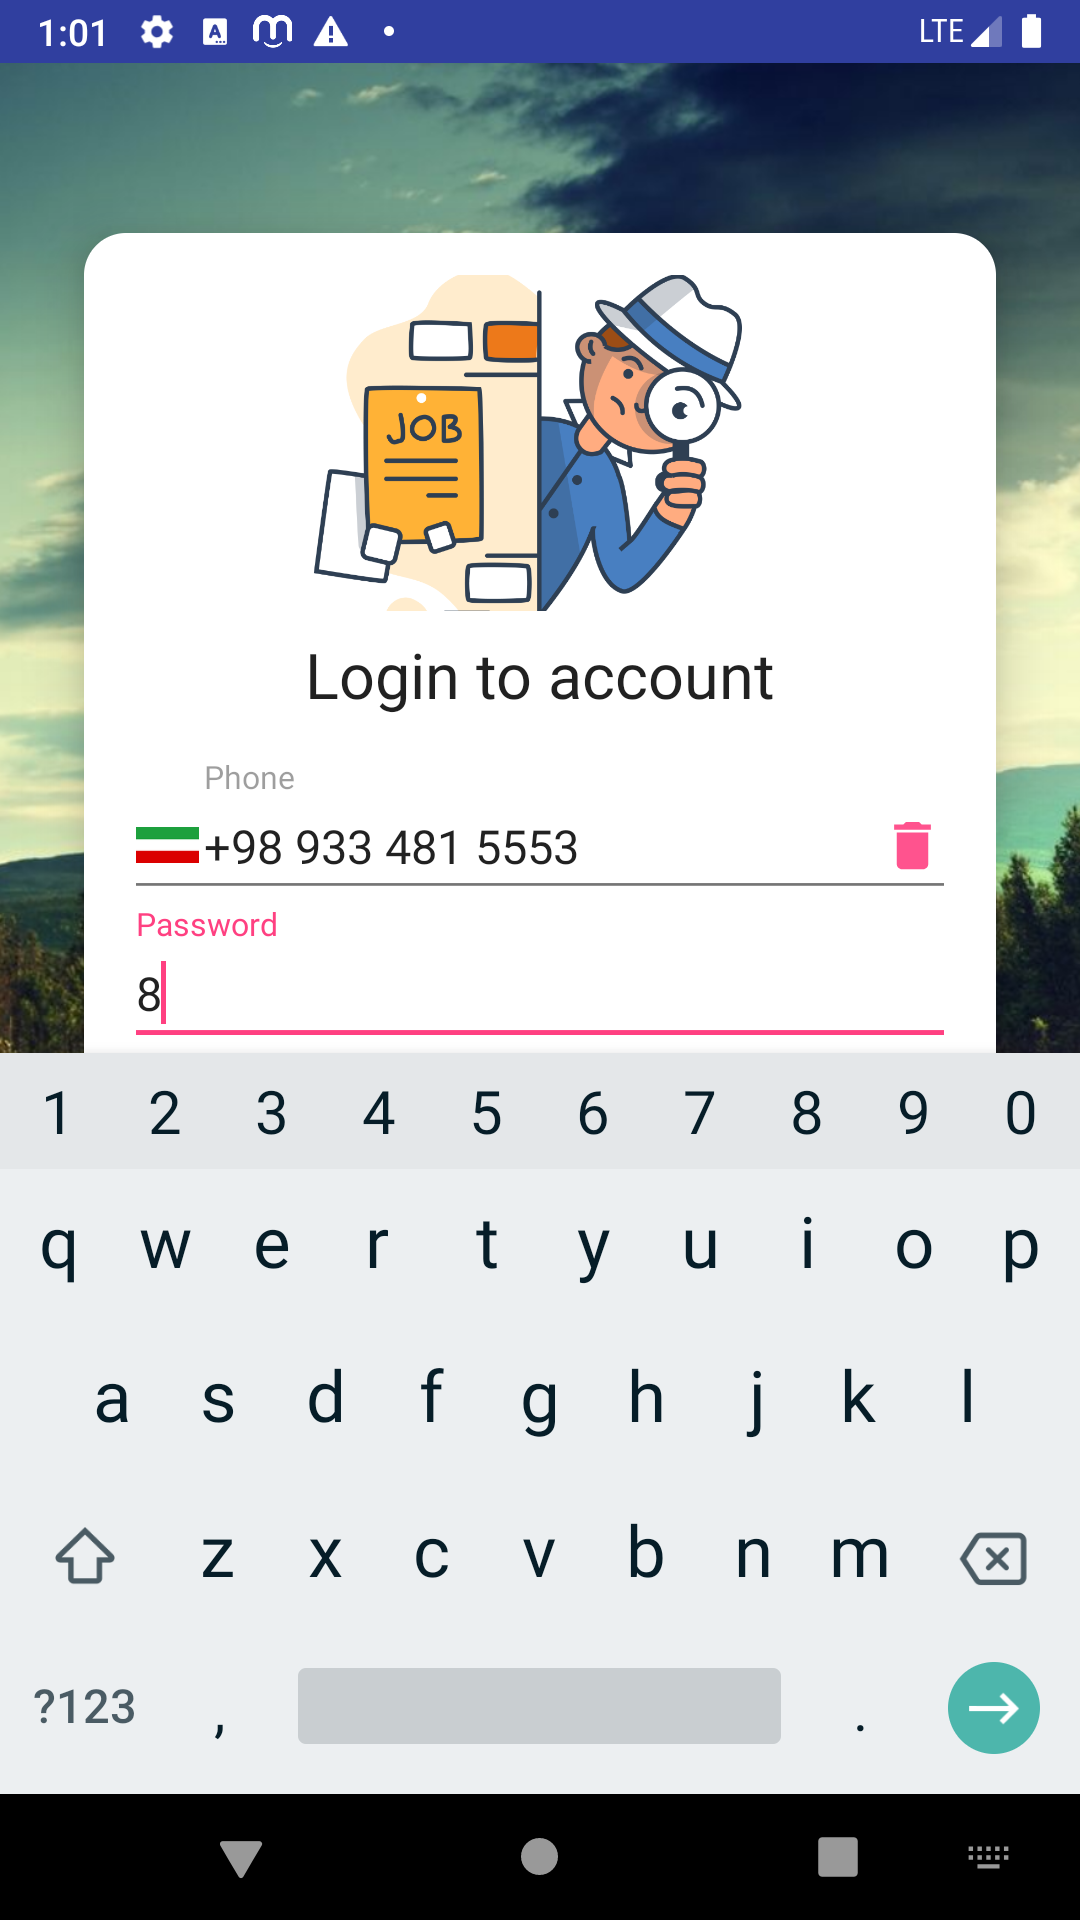 1:01 LTE
JOB
Login to account
Phone
+98 933 481 5553
Password
8
1 2 3 4 5 6 7 8 9 0
q w e r t y u i o p
a s d f g h j k l
z x c v b n m
?123 , .